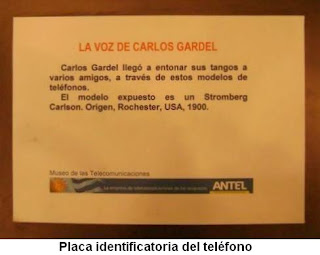 LA VOZ DE CARLOS GARDEL
Carlos Gardel llegó a entonar sus tangos a
varios amigos, a través de estos modelos de
teléfonos.
El modelo expuesto es un Stromberg
Carlson. Origen, Rochester, USA, 1900.
Museo de las Telecomunicaciones
ANTEL
Placa identificatoria del teléfono